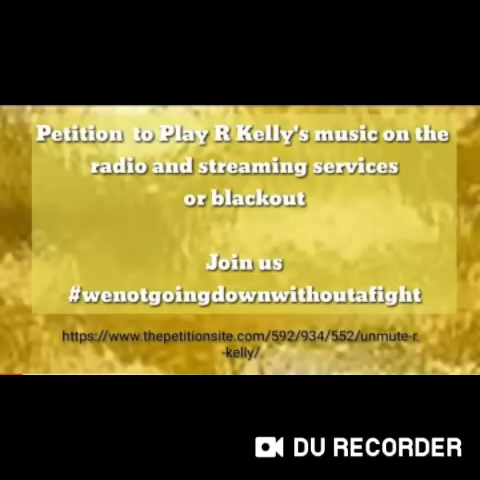 Petition to Play R Kelly's music on the
radio and streaming services
or blackout
Join us
#wenotgoingdownwithoutafight
https://www.thepetitionsite.com/592/934/552/unmute-r.
-kelly/
DU RECORDER